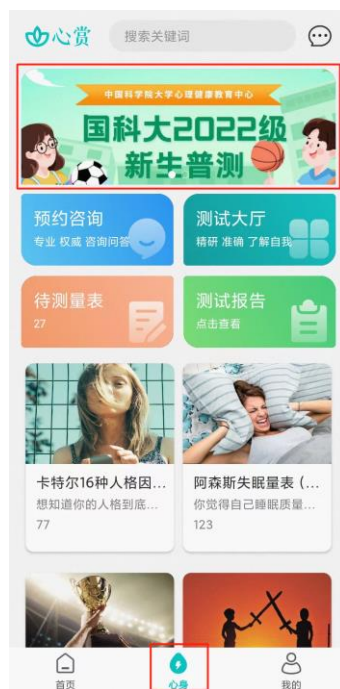 心赏
搜索关键词
中国科学院大学心理健康教育中心
国科大2022级
新生普测
预约咨询
专业 权威 咨询问答
测试大厅
精研 准确 了解自我
待测量表
27
测试报告
点击查看
卡特尔16种人格因...
想知道你的人格到底...
77
阿森斯失眠量表（...
你觉得自己睡眠质量...
123
首页
心身
我的